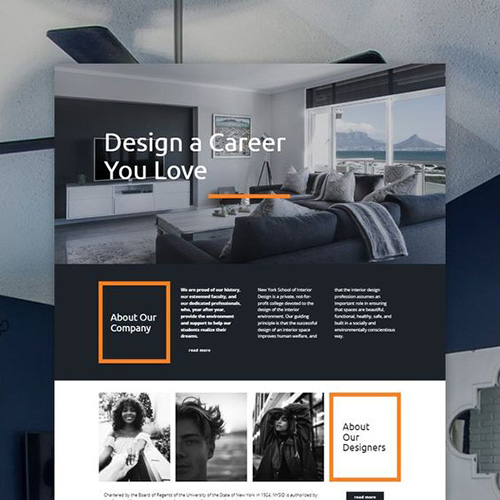 Design a Career
You Love
About Our
Company
We are proud of our history,
our esteemed faculty, and
our dedicated professionals,
who, year after year,
provide the environment
and support to help our
students realize their
dreams.
read more
New York School of Interior
Design is a private, not-for-
profit college devoted to the
design of the interior
environment. Our guiding
principle is that the successful
design of an interior space
improves human welfare, and
that the interior design
profession assumes an
important role in ensuring
that spaces are beautiful,
functional, healthy, safe, and
built in a socially and
environmentally conscientious
way.
About
Our
Designers
Chartered by the Board of Regents of the University of the State of New York in 1924, NYSID is authorized by
read more